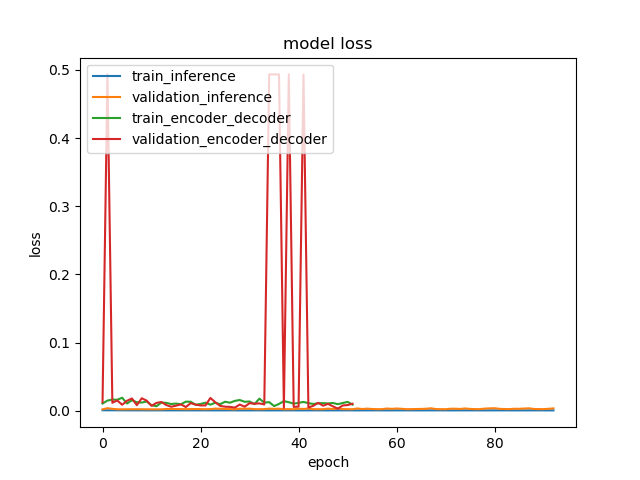 model loss
train_inference
validation_inference
train_encoder_decoder
validation_encoder_decoder
loss
0.5
0.4
0.3
0.2
0.1
0.0
0 20 40 60 80
epoch